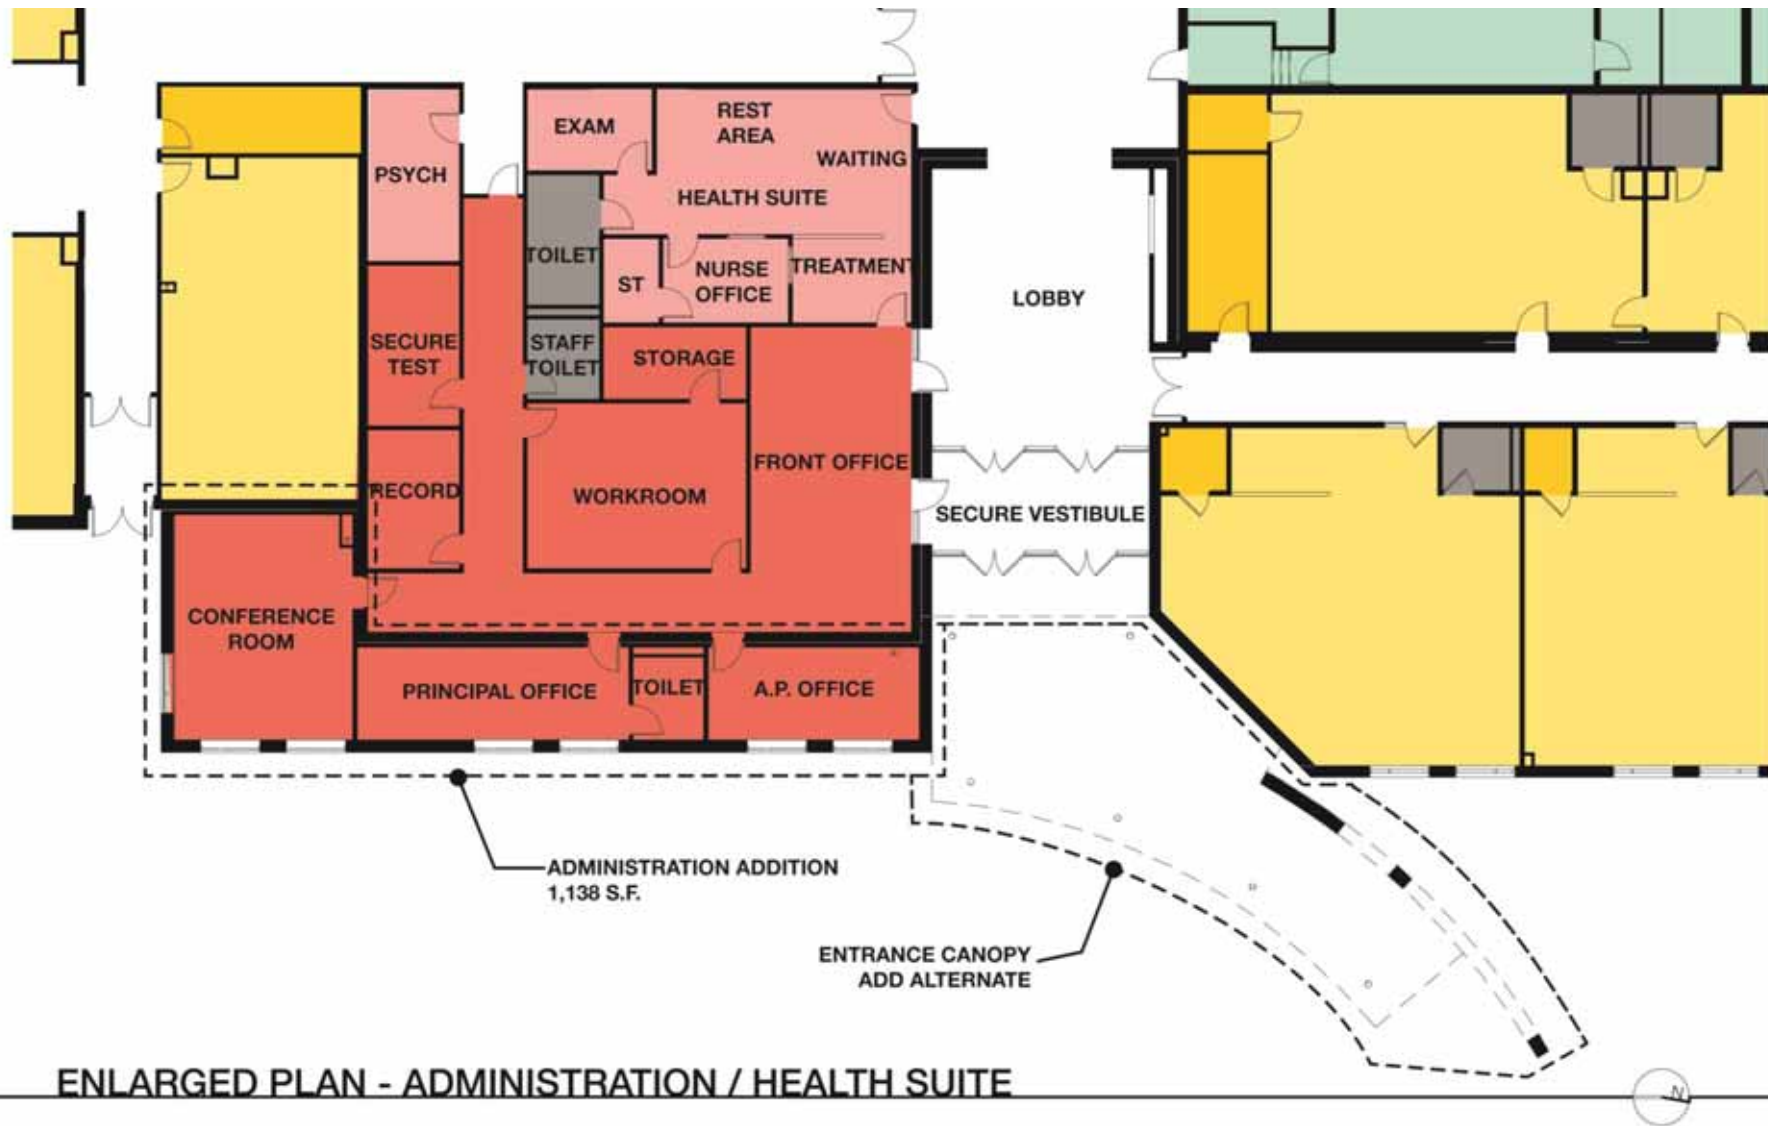 EXAM
REST
AREA
WAITING
PSYCH
HEALTH SUITE
TOILET
ST
NURSE
OFFICE
TREATMENT
LOBBY
SECURE
TEST
STAFF
TOILET
STORAGE
FRONT OFFICE
RECORD
WORKROOM
SECURE VESTIBULE
CONFERENCE
ROOM
PRINCIPAL OFFICE
TOILET
A.P. OFFICE
ADMINISTRATION ADDITION
1,138 S.F.
ENTRANCE CANOPY
ADD ALTERNATE
ENLARGED PLAN - ADMINISTRATION / HEALTH SUITE
N